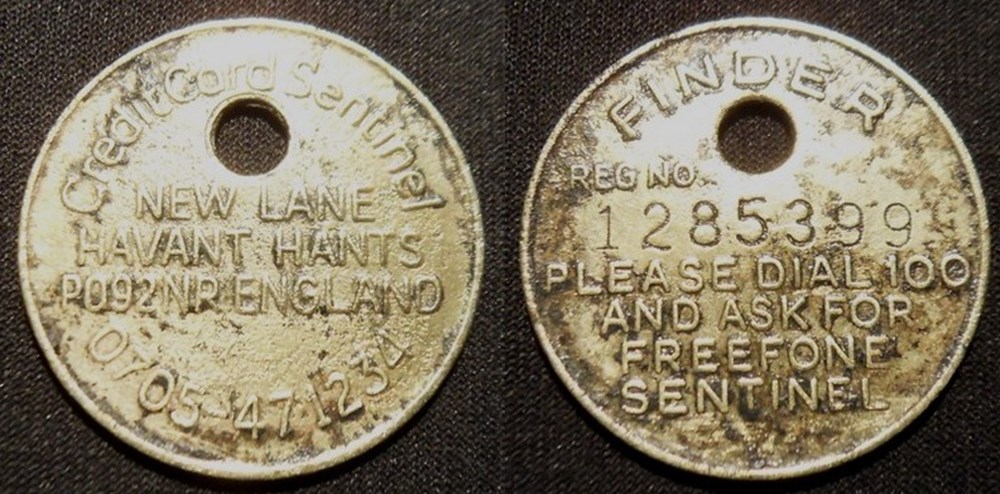 Credit Card Sentinel
NEW LANE
HAVANT HANTS
PO92NR ENGLAND
0705-471234
FINDER
REG NO.
1285399
PLEASE DIAL 100
AND ASK FOR
FREEFONE
SENTINEL